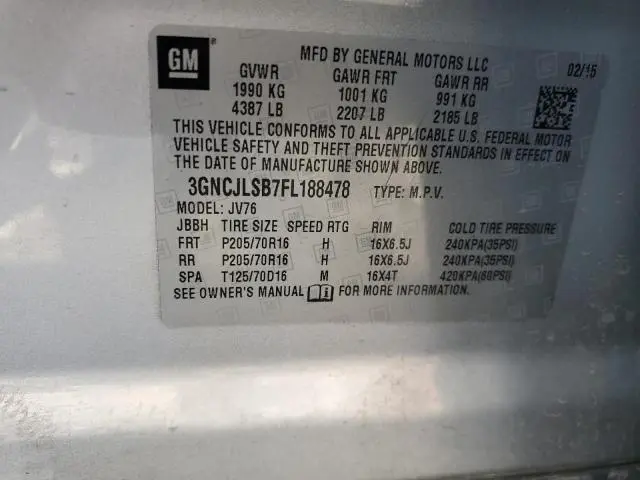 GM
MFD BY GENERAL MOTORS LLC
GVWR GAWR FRT GAWR RR 02/15
1990 KG 1001 KG 991 KG
4387 LB 2207 LB 2185 LB
THIS VEHICLE CONFORMS TO ALL APPLICABLE U.S. FEDERAL MOTOR
VEHICLE SAFETY AND THEFT PREVENTION STANDARDS IN EFFECT ON
THE DATE OF MANUFACTURE SHOWN ABOVE.
3GNCJLSB7FL188478 TYPE: M.P.V.
MODEL: JV76
JBBH TIRE SIZE SPEED RTG RIM COLD TIRE PRESSURE
FRT P205/70R16 H 16X6.5J 240KPA(35PSI)
RR P205/70R16 H 16X6.5J 240KPA(35PSI)
SPA T125/70D16 M 16X4T 420KPA(60PSI)
SEE OWNER'S MANUAL FOR MORE INFORMATION.